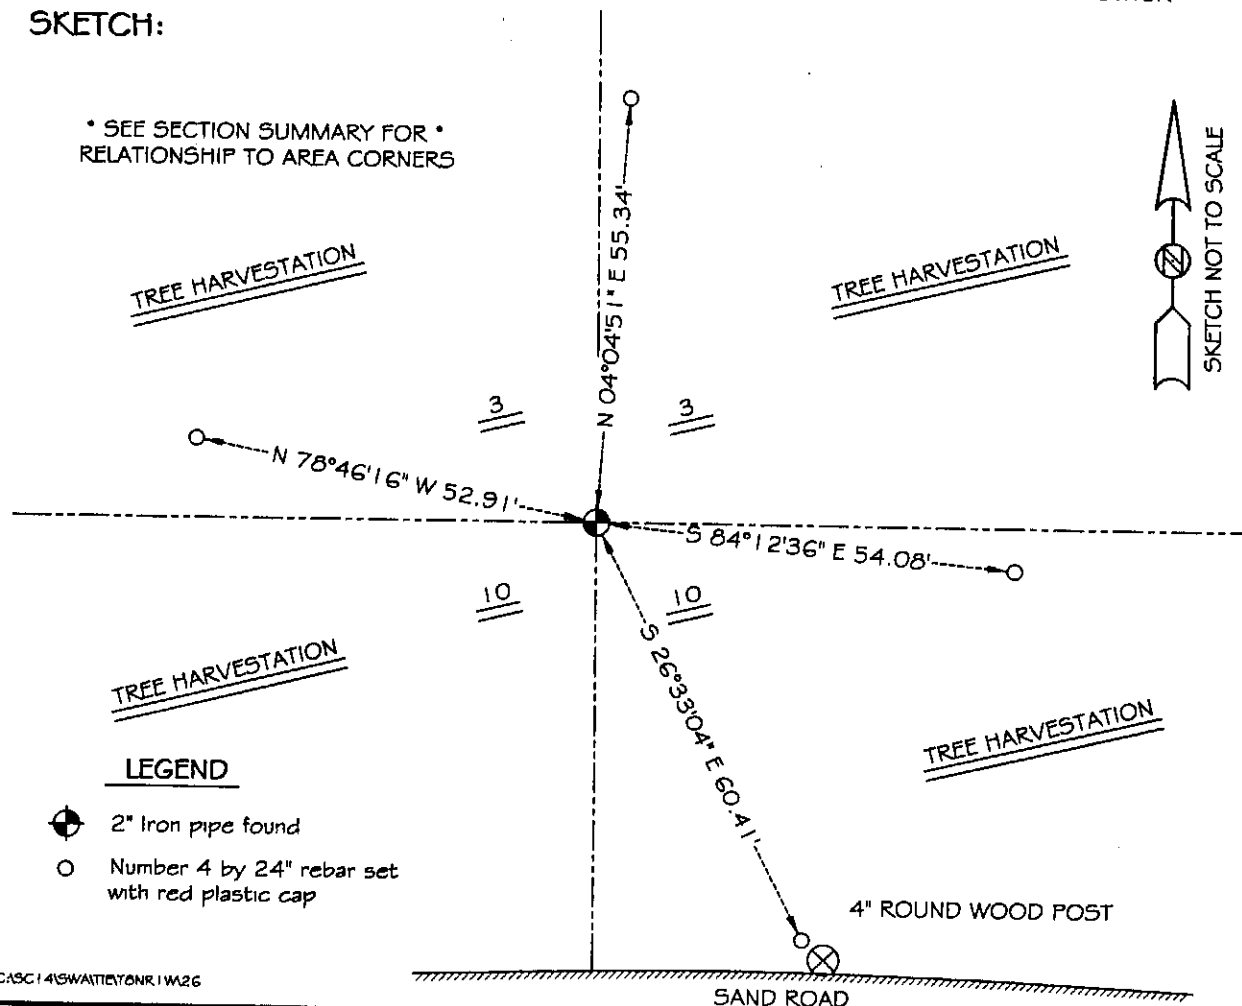 SKETCH:
* SEE SECTION SUMMARY FOR *
RELATIONSHIP TO AREA CORNERS
TREE HARVESTATION
TREE HARVESTATION
SKETCH NOT TO SCALE
N
N 04°04'51" E 55.34'
3
3
N 78°46'16" W 52.91'
S 84°12'36" E 54.08'
10
10
S 26°33'04" E 60.41'
TREE HARVESTATION
TREE HARVESTATION
LEGEND
2" Iron pipe found
Number 4 by 24" rebar set
with red plastic cap
4" ROUND WOOD POST
SAND ROAD